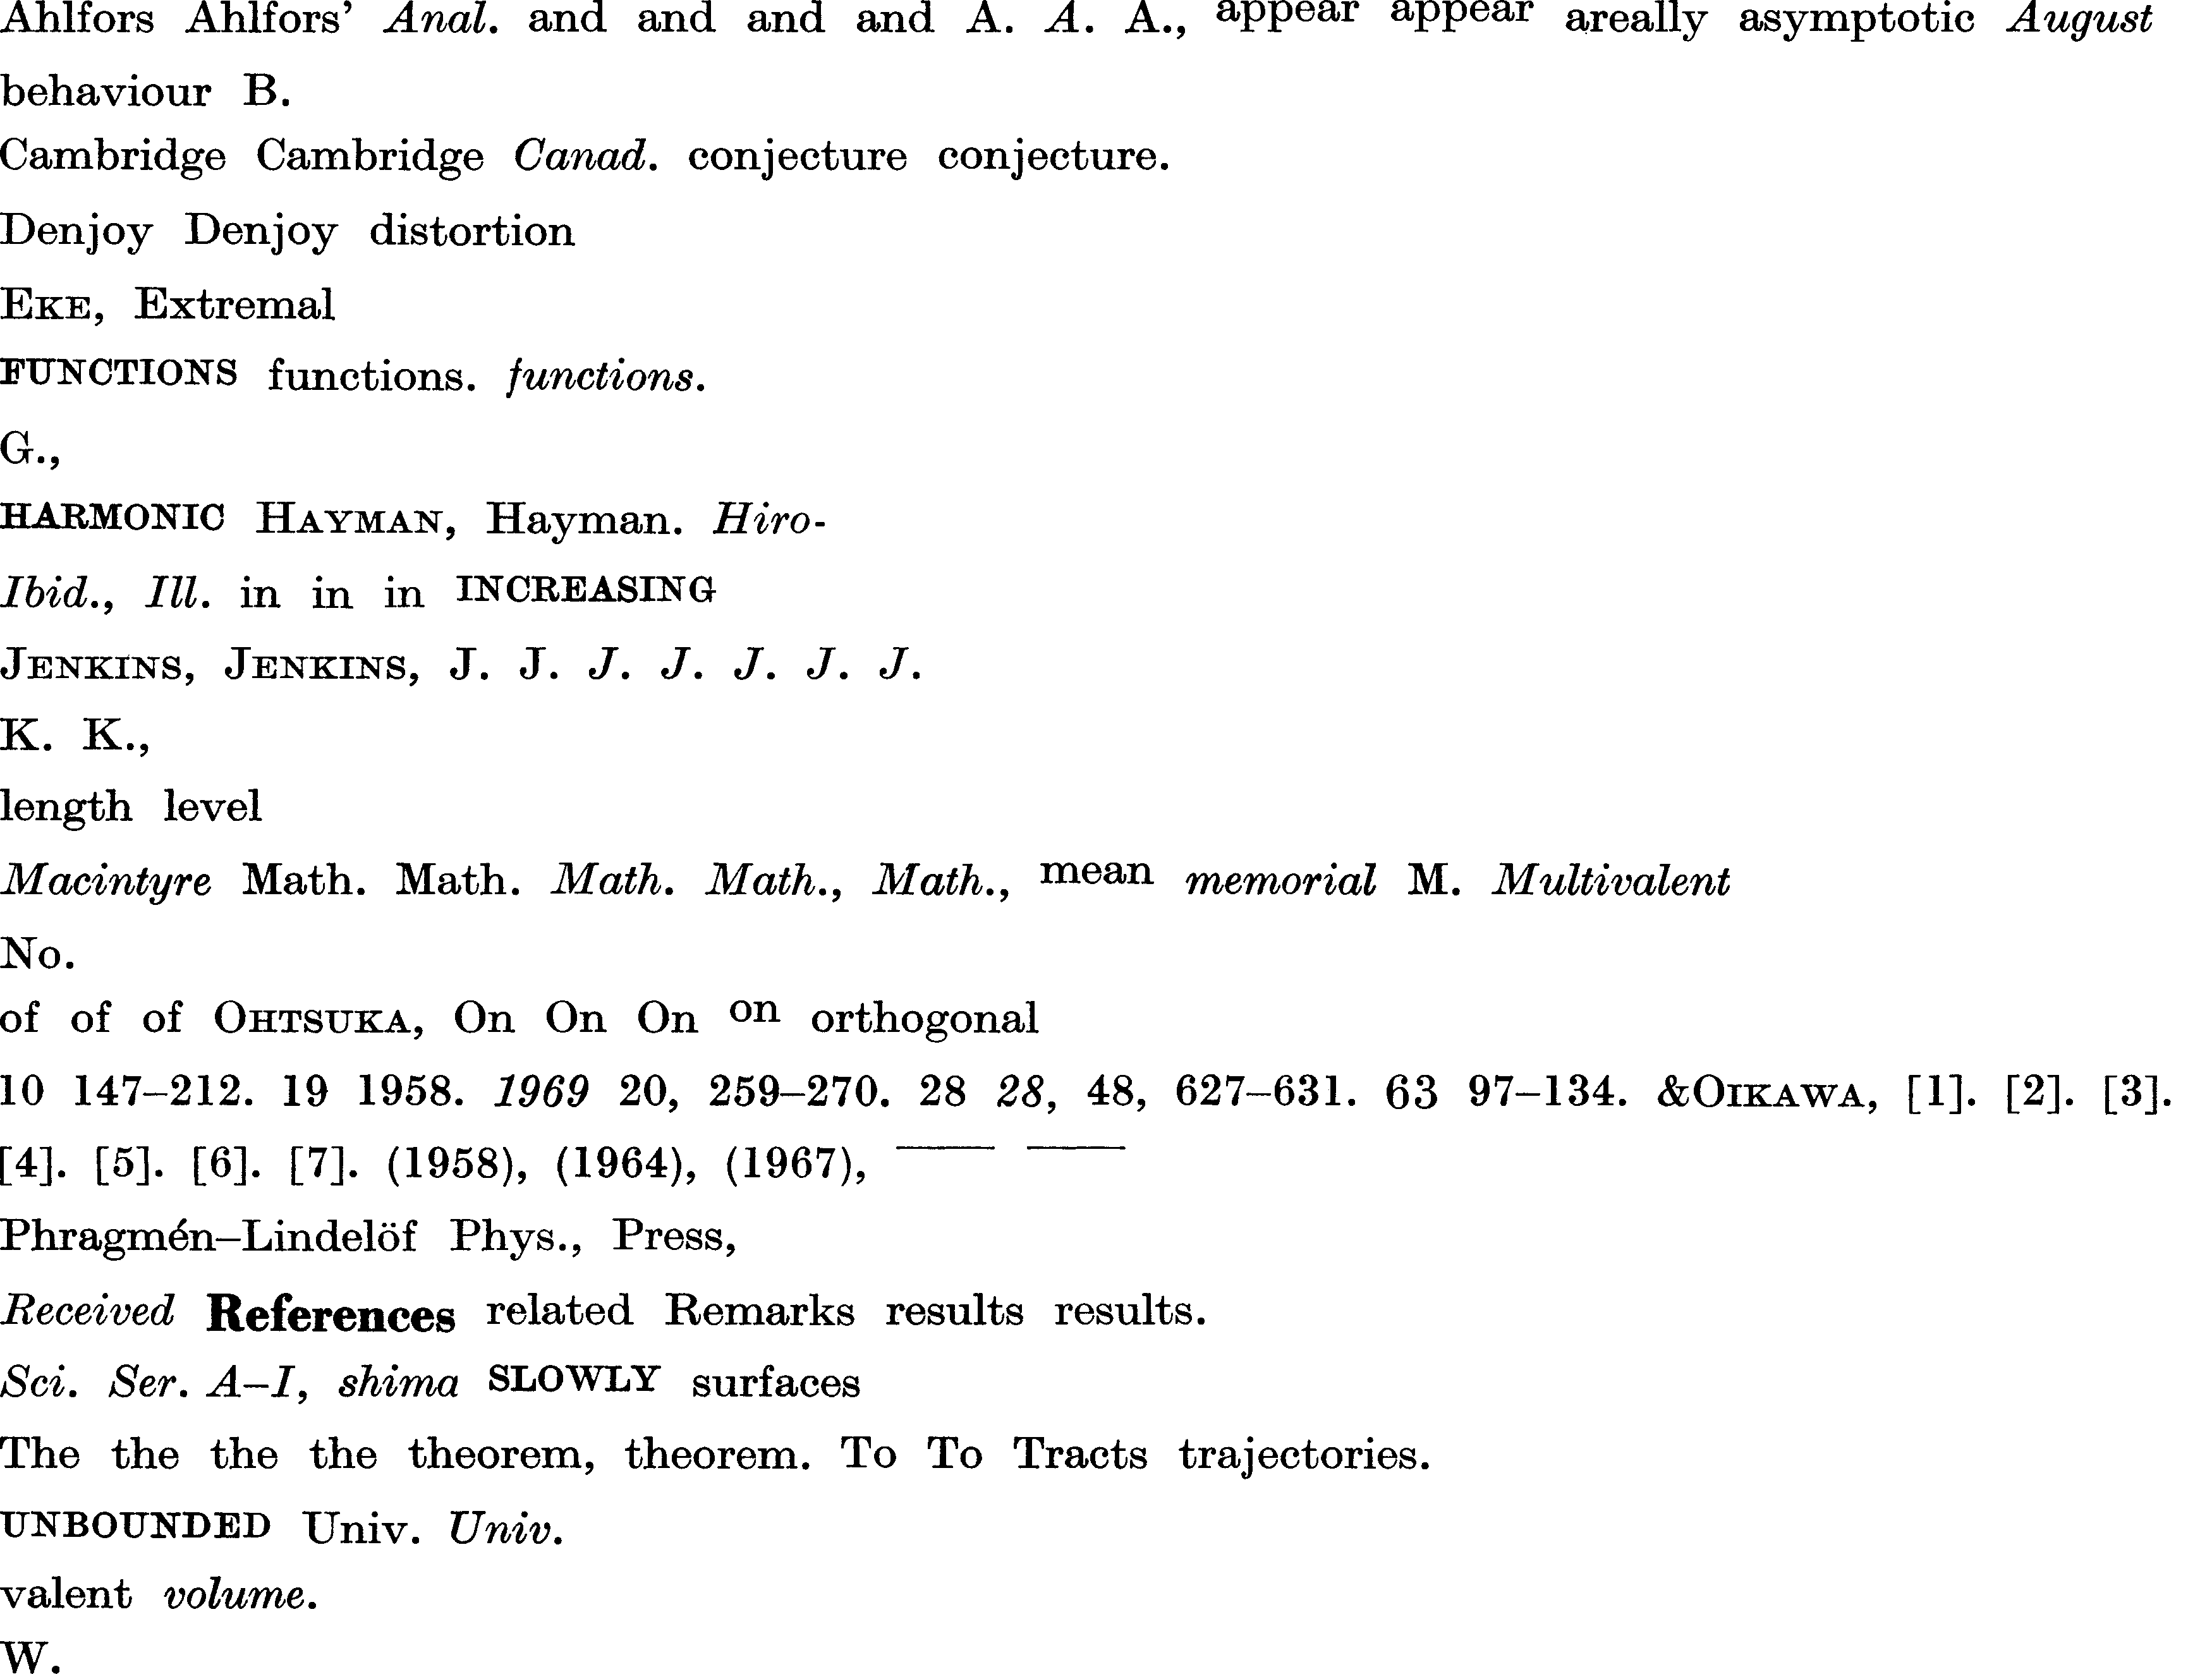 Ahlfors Ahlfors' Anal. and and and and A. A. A., appear appear areally asymptotic August
behaviour B.
Cambridge Cambridge Canad. conjecture conjecture.
Denjoy Denjoy distortion
EKE, Extremal
FUNCTIONS functions. functions.
G.,
HARMONIC HAYMAN, Hayman. Hiro-
Ibid., Ill. in in in INCREASING
JENKINS, JENKINS, J. J. J. J. J. J. J.
K. K.,
length level
Macintyre Math. Math. Math. Math., Math., mean memorial M. Multivalent
No.
of of of OHTSUKA, On On On on orthogonal
10 147–212. 19 1958. 1969 20, 259–270. 28 28, 48, 627–631. 63 97–134. &OIKAWA, [1]. [2]. [3].
[4]. [5]. [6]. [7]. (1958), (1964), (1967), —— ——
Phragmén–Lindelöf Phys., Press,
Received References related Remarks results results.
Sci. Ser. A–I, shima SLOWLY surfaces
The the the the theorem, theorem. To To Tracts trajectories.
UNBOUNDED Univ. Univ.
valent volume.
W.